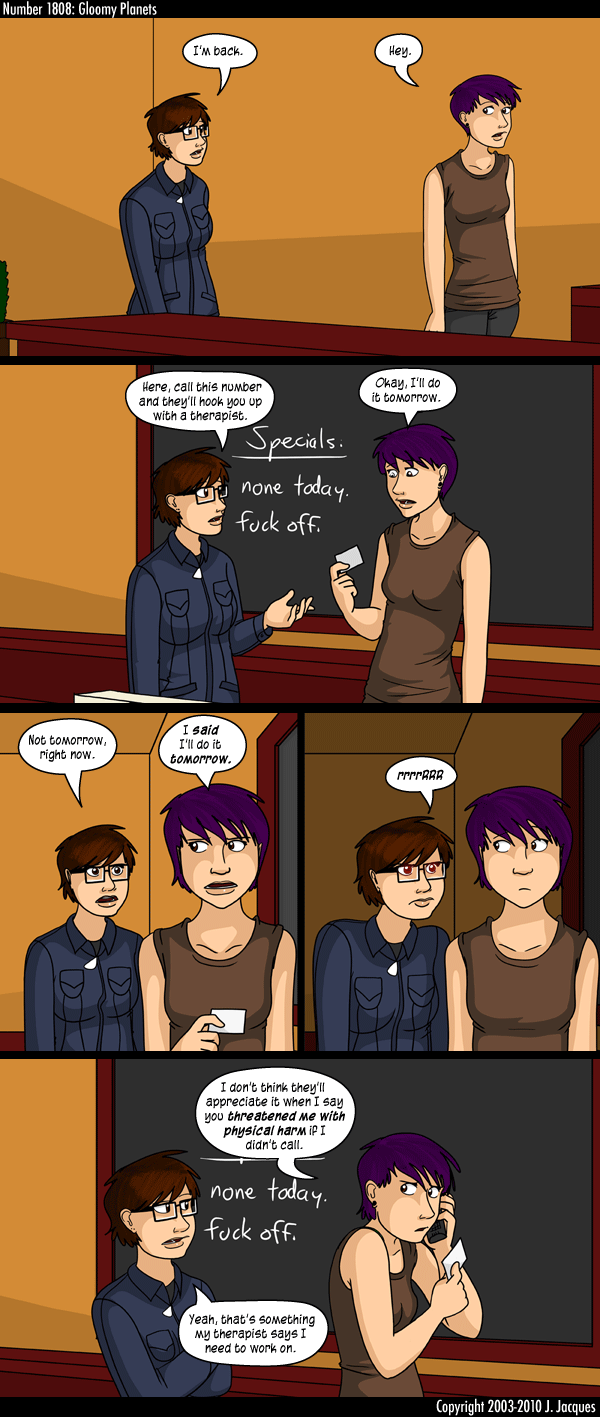 Number 1808: Gloomy Planets
I'm back.
Hey.
Here, call this number
and they'll hook you up
with a therapist.
Okay, I'll do
it tomorrow.
Specials:
none today.
fuck off.
Not tomorrow,
right now.
I said
I'll do it
tomorrow.
rrrrRRR
I don't think they'll
appreciate it when I say
you threatened me with
physical harm if I
didn't call.
none today.
fuck off.
Yeah, that's something
my therapist says I
need to work on.
Copyright 2003-2010 J. Jacques